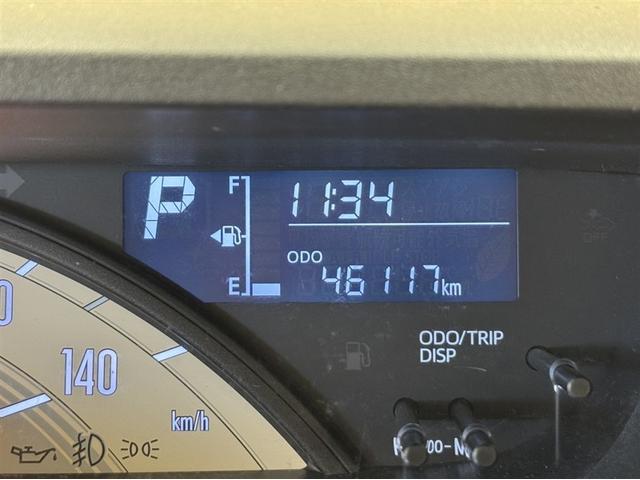 P
F
11:34
ODO
E
46117km
ODO/TRIP
DISP
140
km/h